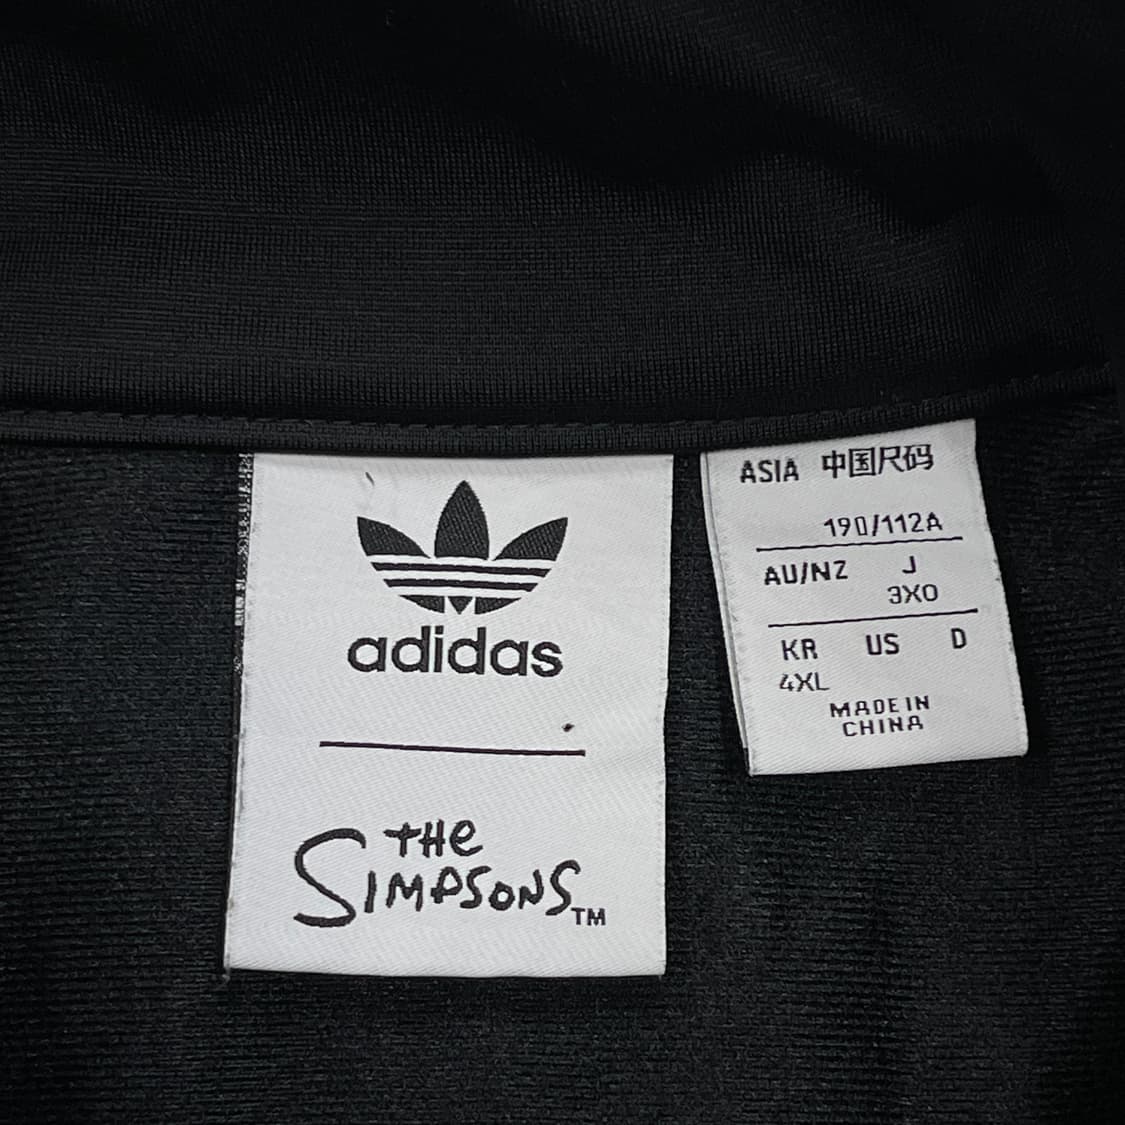 adidas
THE
SIMPSONS TM
ASIA 中国尺码
190/112A
AU/NZ J
3XO
KR US D
4XL
MADE IN
CHINA